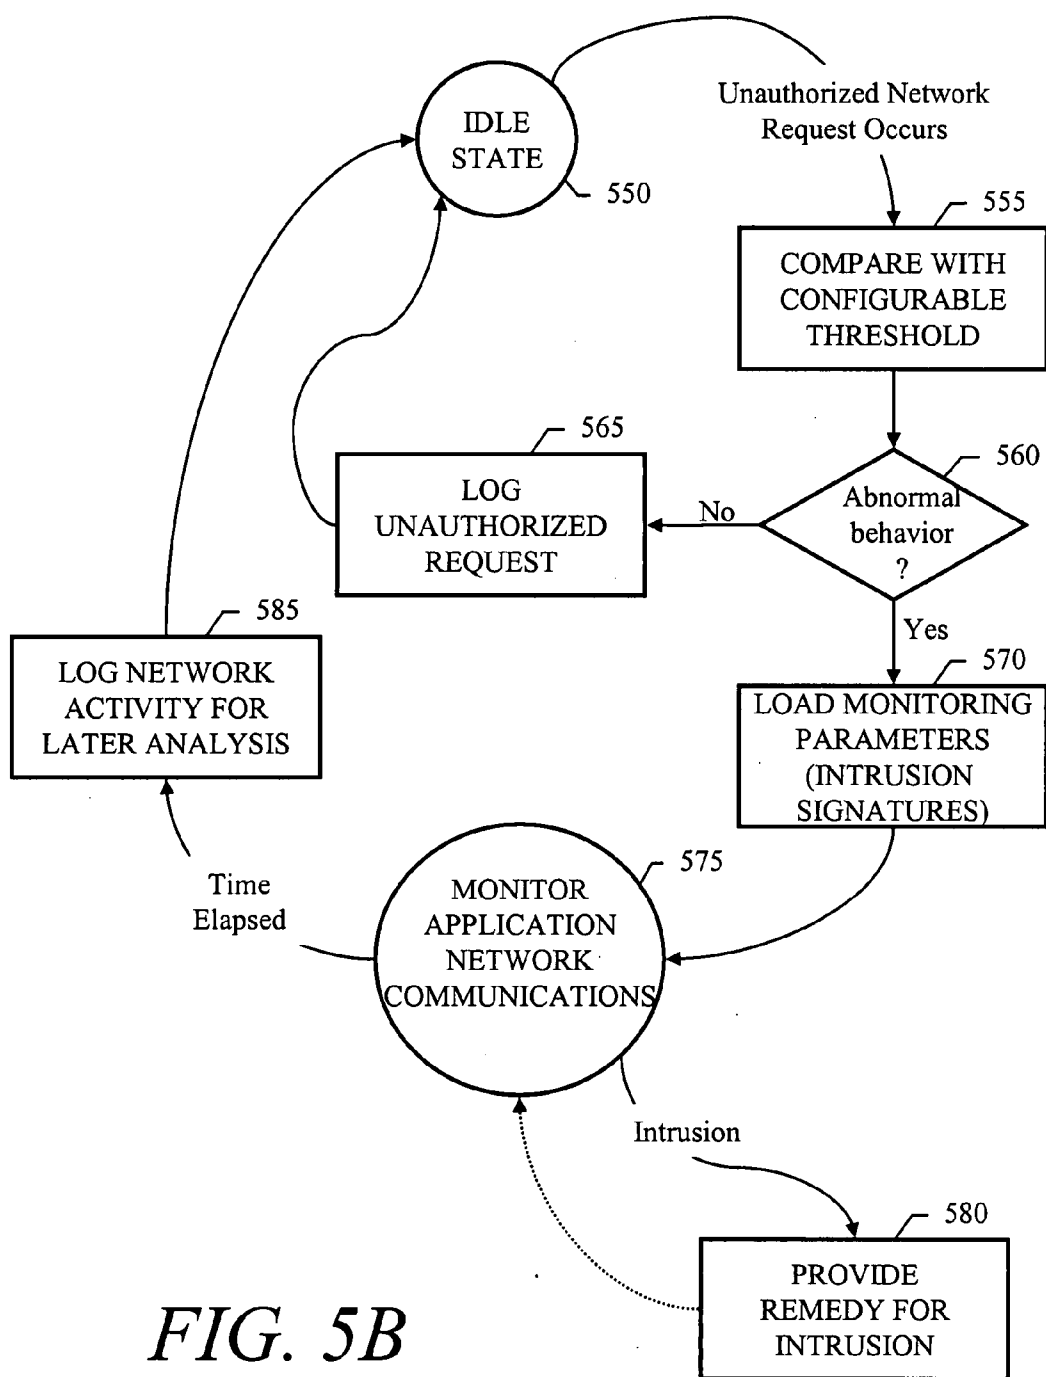 IDLE
STATE
550
Unauthorized Network
Request Occurs
555
COMPARE WITH
CONFIGURABLE
THRESHOLD
560
Abnormal
behavior
?
No
565
LOG
UNAUTHORIZED
REQUEST
Yes
570
LOAD MONITORING
PARAMETERS
(INTRUSION
SIGNATURES)
585
LOG NETWORK
ACTIVITY FOR
LATER ANALYSIS
Time
Elapsed
575
MONITOR
APPLICATION
NETWORK
COMMUNICATIONS
Intrusion
580
PROVIDE
REMEDY FOR
INTRUSION
FIG. 5B